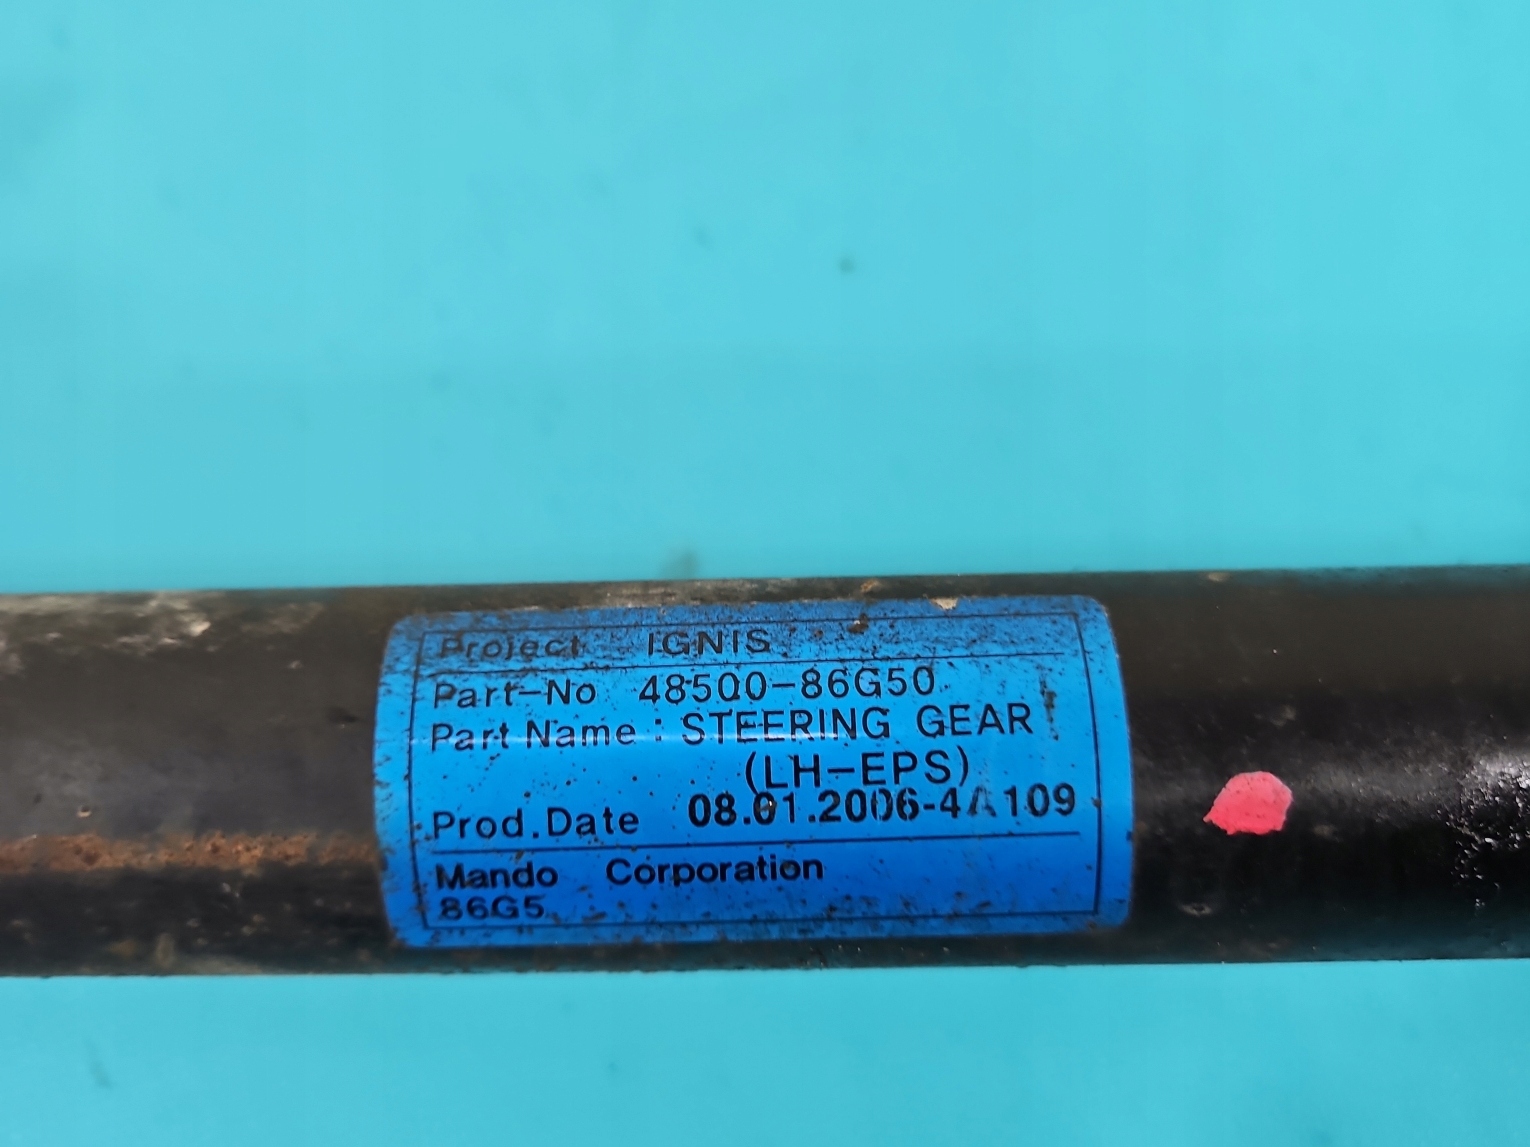 Project IGNIS
Part-No 48500-86G50
Part Name : STEERING GEAR
(LH-EPS)
Prod.Date 08.01.2006-4A109
Mando Corporation
86G5